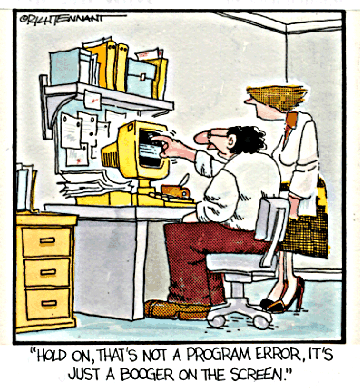 ©RICHTENNANT
"HOLD ON, THAT'S NOT A PROGRAM ERROR, IT'S
JUST A BOOGER ON THE SCREEN."